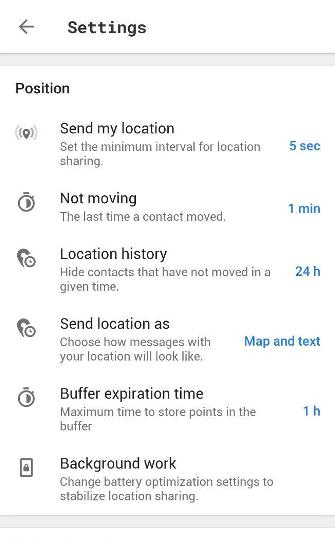 Settings
Position
Send my location
Set the minimum interval for location
sharing.
5 sec
Not moving
The last time a contact moved.
1 min
Location history
Hide contacts that have not moved in a
given time.
24 h
Send location as
Choose how messages with
your location will look like.
Map and text
Buffer expiration time
Maximum time to store points in the
buffer
1 h
Background work
Change battery optimization settings to
stabilize location sharing.